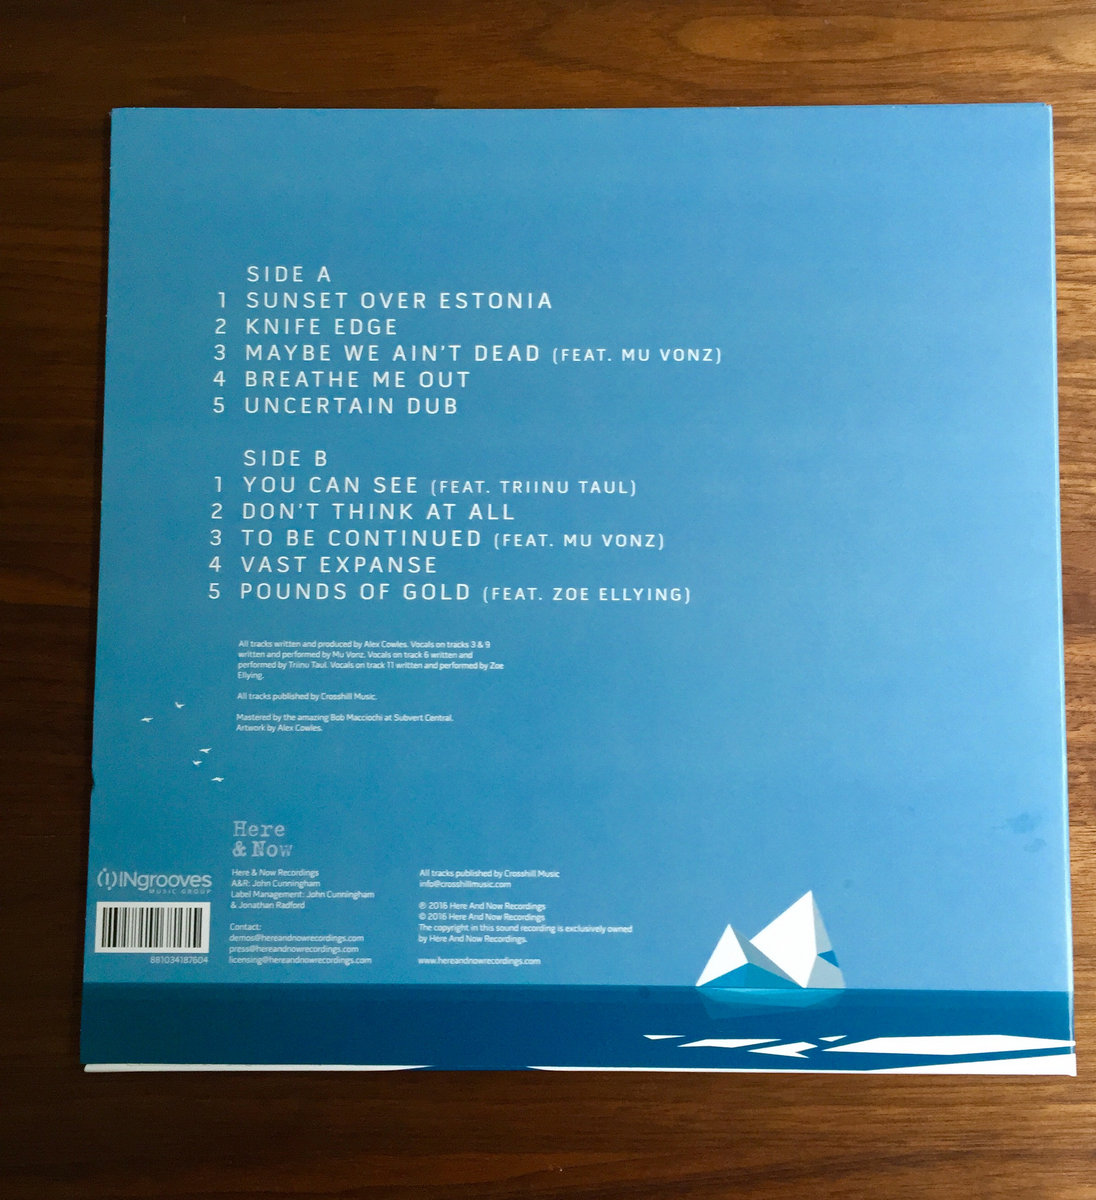 SIDE A
1 SUNSET OVER ESTONIA
2 KNIFE EDGE
3 MAYBE WE AIN'T DEAD (FEAT. MU VONZ)
4 BREATHE ME OUT
5 UNCERTAIN DUB
SIDE B
1 YOU CAN SEE (FEAT. TRIINU TAUL)
2 DON'T THINK AT ALL
3 TO BE CONTINUED (FEAT. MU VONZ)
4 VAST EXPANSE
5 POUNDS OF GOLD (FEAT. ZOE ELLYING)
All tracks written and produced by Alex Cowles. Vocals on tracks 3 & 9
written and performed by Mu Vonz. Vocals on track 6 written and
performed by Triinu Taul. Vocals on track 11 written and performed by Zoe
Ellying.
All tracks published by Crosshill Music.
Mastered by the amazing Bob Macciochi at Subvert Central.
Artwork by Alex Cowles.
Here
& Now
INgrooves
MUSIC GROUP
881034187604
Here & Now Recordings
A&R: John Cunningham
Label Management: John Cunningham
& Jonathan Radford
Contact:
demos@hereandnowrecordings.com
press@hereandnowrecordings.com
licensing@hereandnowrecordings.com
All tracks published by Crosshill Music
info@crosshillmusic.com
℗ 2016 Here And Now Recordings
© 2016 Here And Now Recordings
The copyright in this sound recording is exclusively owned
by Here And Now Recordings.
www.hereandnowrecordings.com